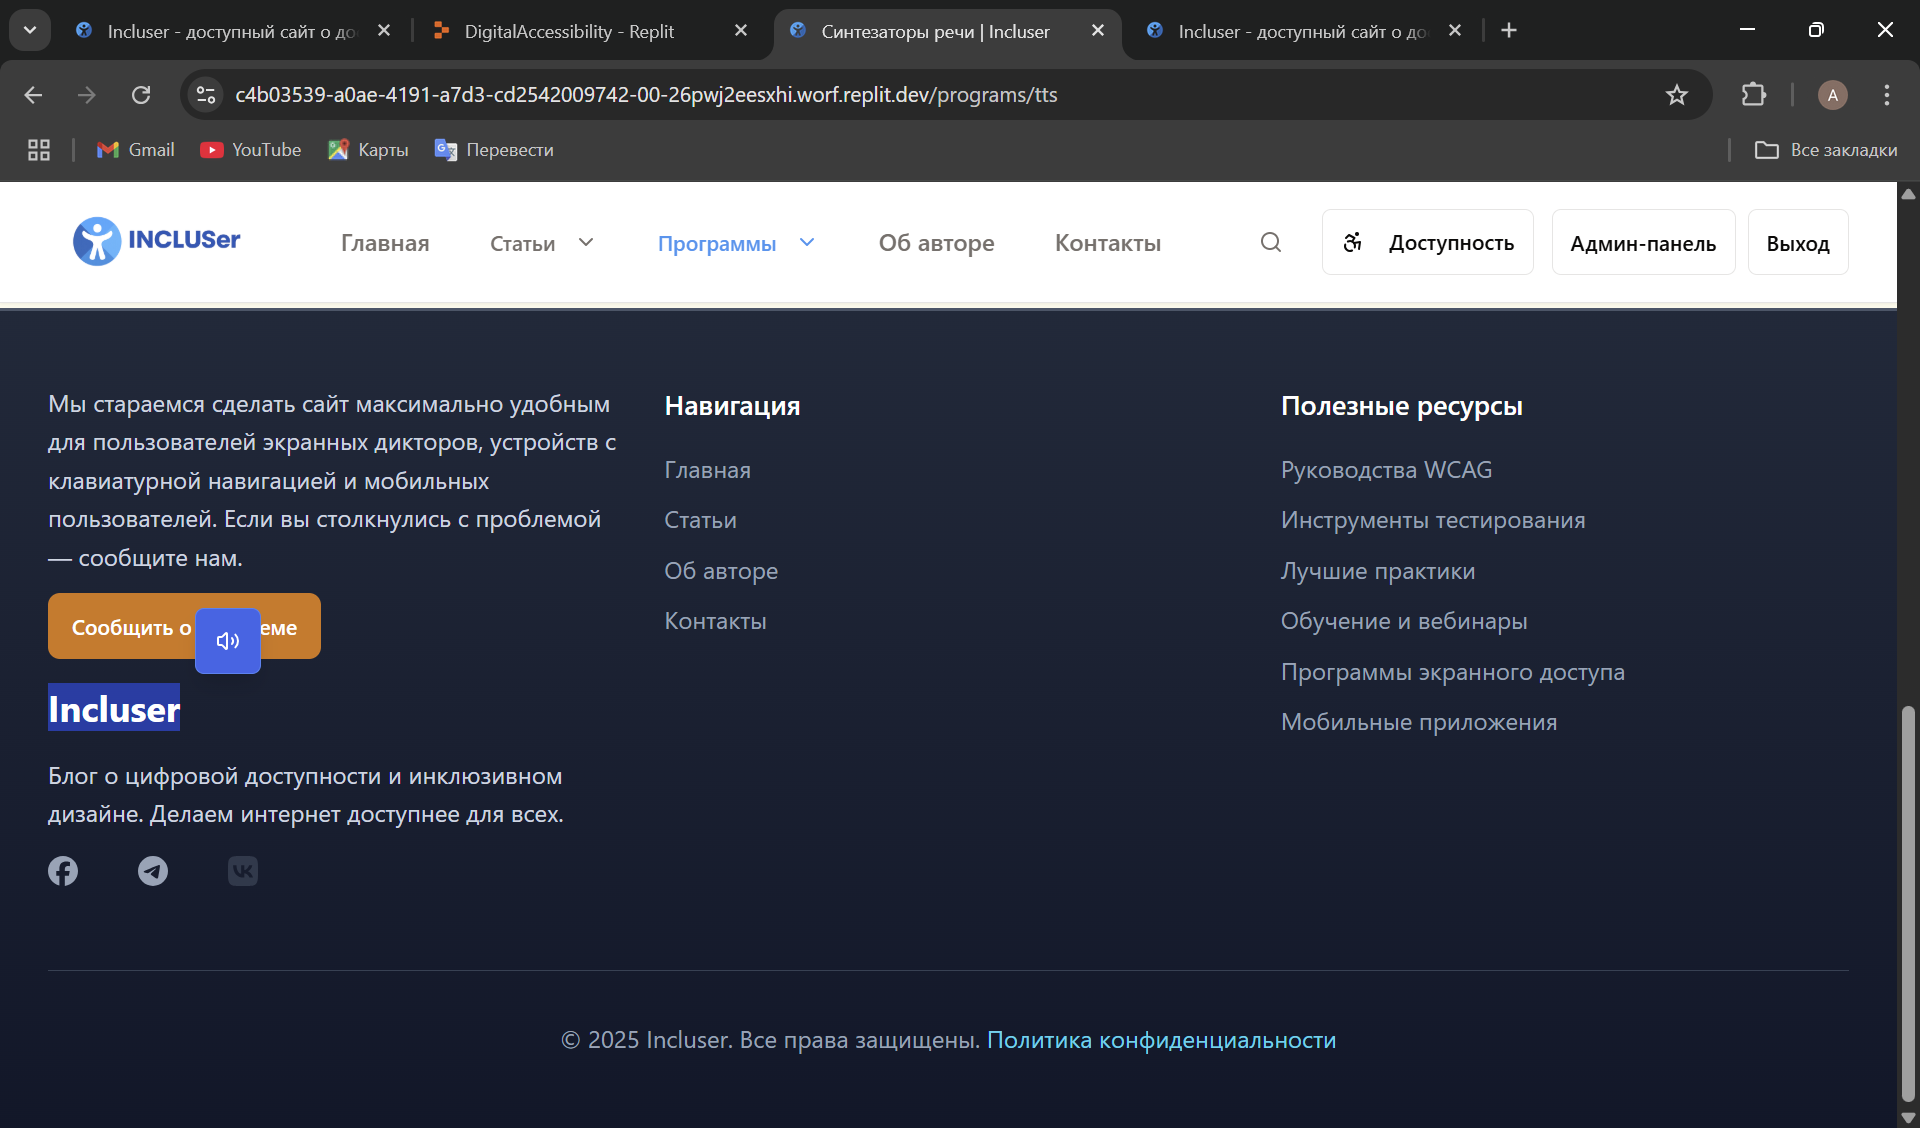 Incluser - доступный сайт о до
DigitalAccessibility - Replit
Синтезаторы речи | Incluser
Incluser - доступный сайт о до
c4b03539-a0ae-4191-a7d3-cd2542009742-00-26pwj2eesxhi.worf.replit.dev/programs/tts
A
Gmail
YouTube
Карты
Перевести
Все закладки
INCLUSer
Главная
Статьи
Программы
Об авторе
Контакты
Доступность
Админ-панель
Выход
Мы стараемся сделать сайт максимально удобным
для пользователей экранных дикторов, устройств с
клавиатурной навигацией и мобильных
пользователей. Если вы столкнулись с проблемой
— сообщите нам.
Сообщить о еме
Incluser
Блог о цифровой доступности и инклюзивном
дизайне. Делаем интернет доступнее для всех.
Навигация
Главная
Статьи
Об авторе
Контакты
Полезные ресурсы
Руководства WCAG
Инструменты тестирования
Лучшие практики
Обучение и вебинары
Программы экранного доступа
Мобильные приложения
© 2025 Incluser. Все права защищены. Политика конфиденциальности